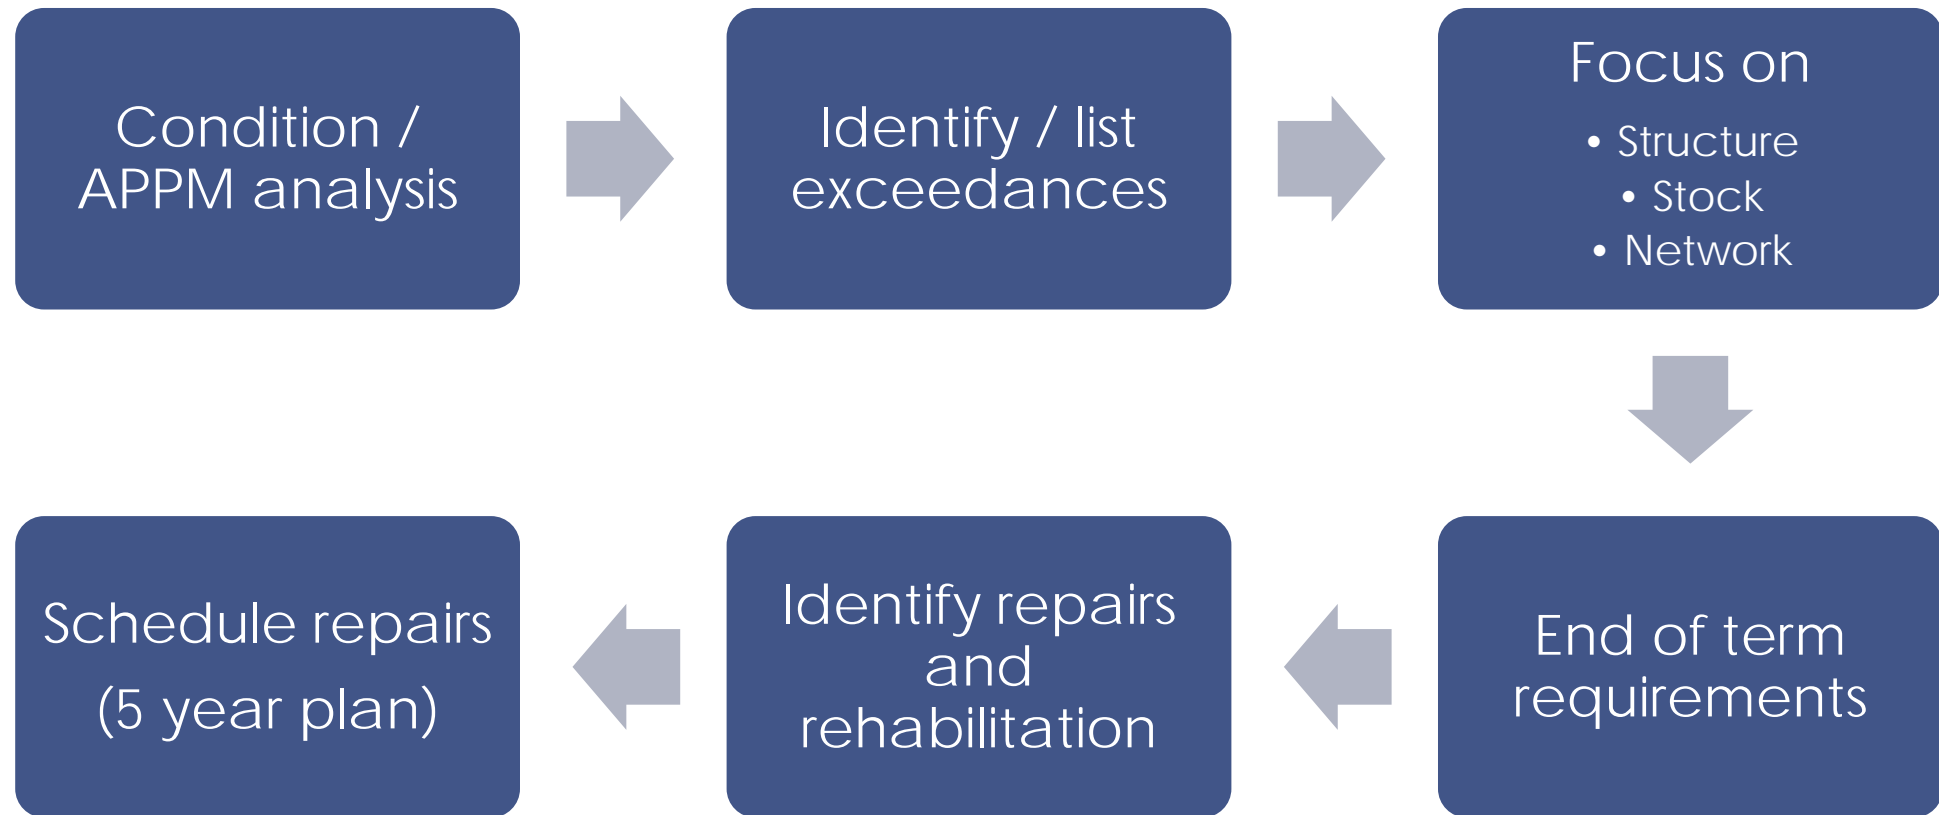 Condition /
APPM analysis
Identify / list
exceedances
Focus on
• Structure
• Stock
• Network
End of term
requirements
Identify repairs
and
rehabilitation
Schedule repairs
(5 year plan)